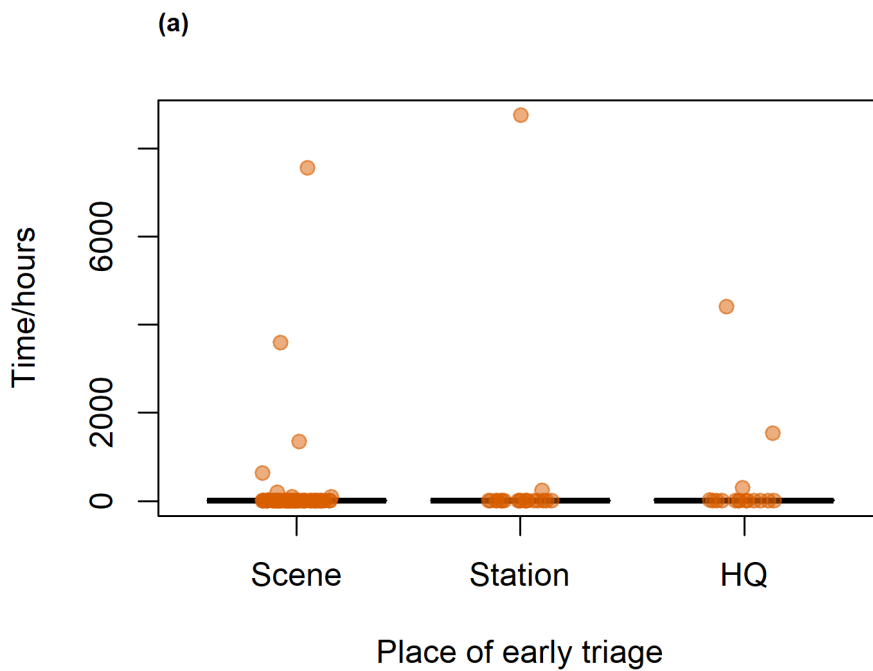 (a)
Time/hours
6000
2000
0
Scene Station HQ
Place of early triage